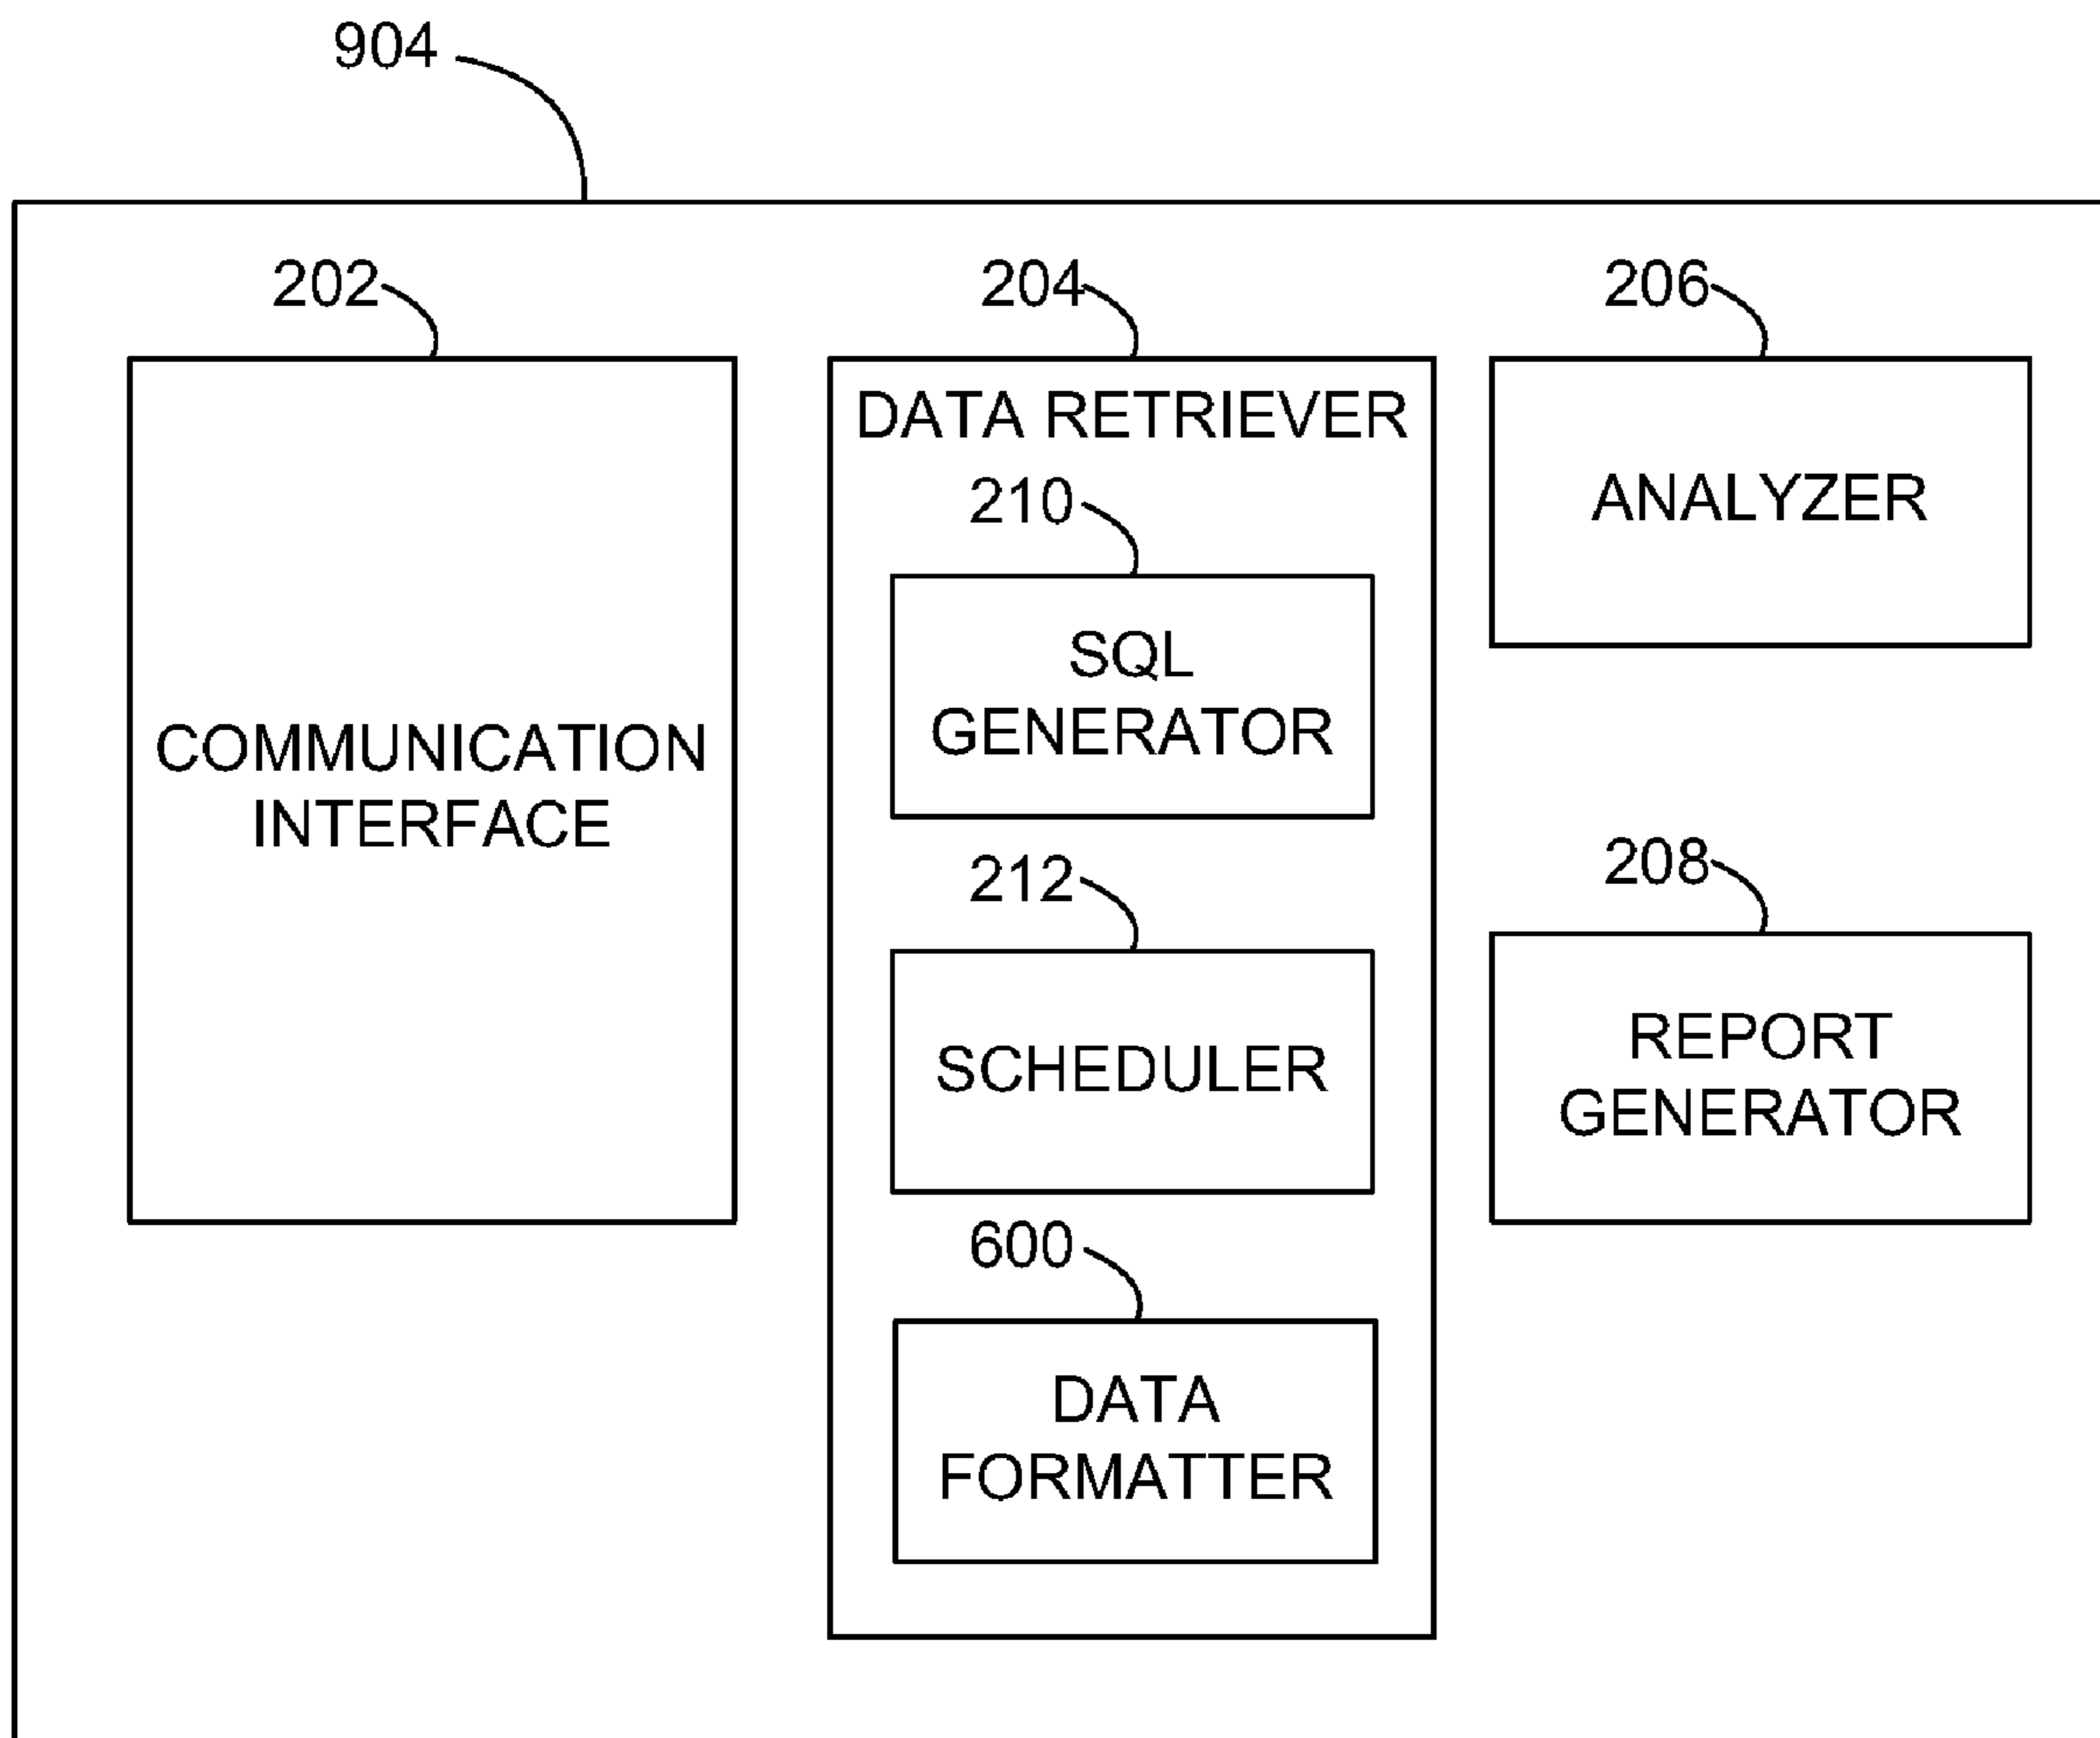 904
202
COMMUNICATION
INTERFACE
204
DATA RETRIEVER
210
SQL
GENERATOR
212
SCHEDULER
600
DATA
FORMATTER
206
ANALYZER
208
REPORT
GENERATOR